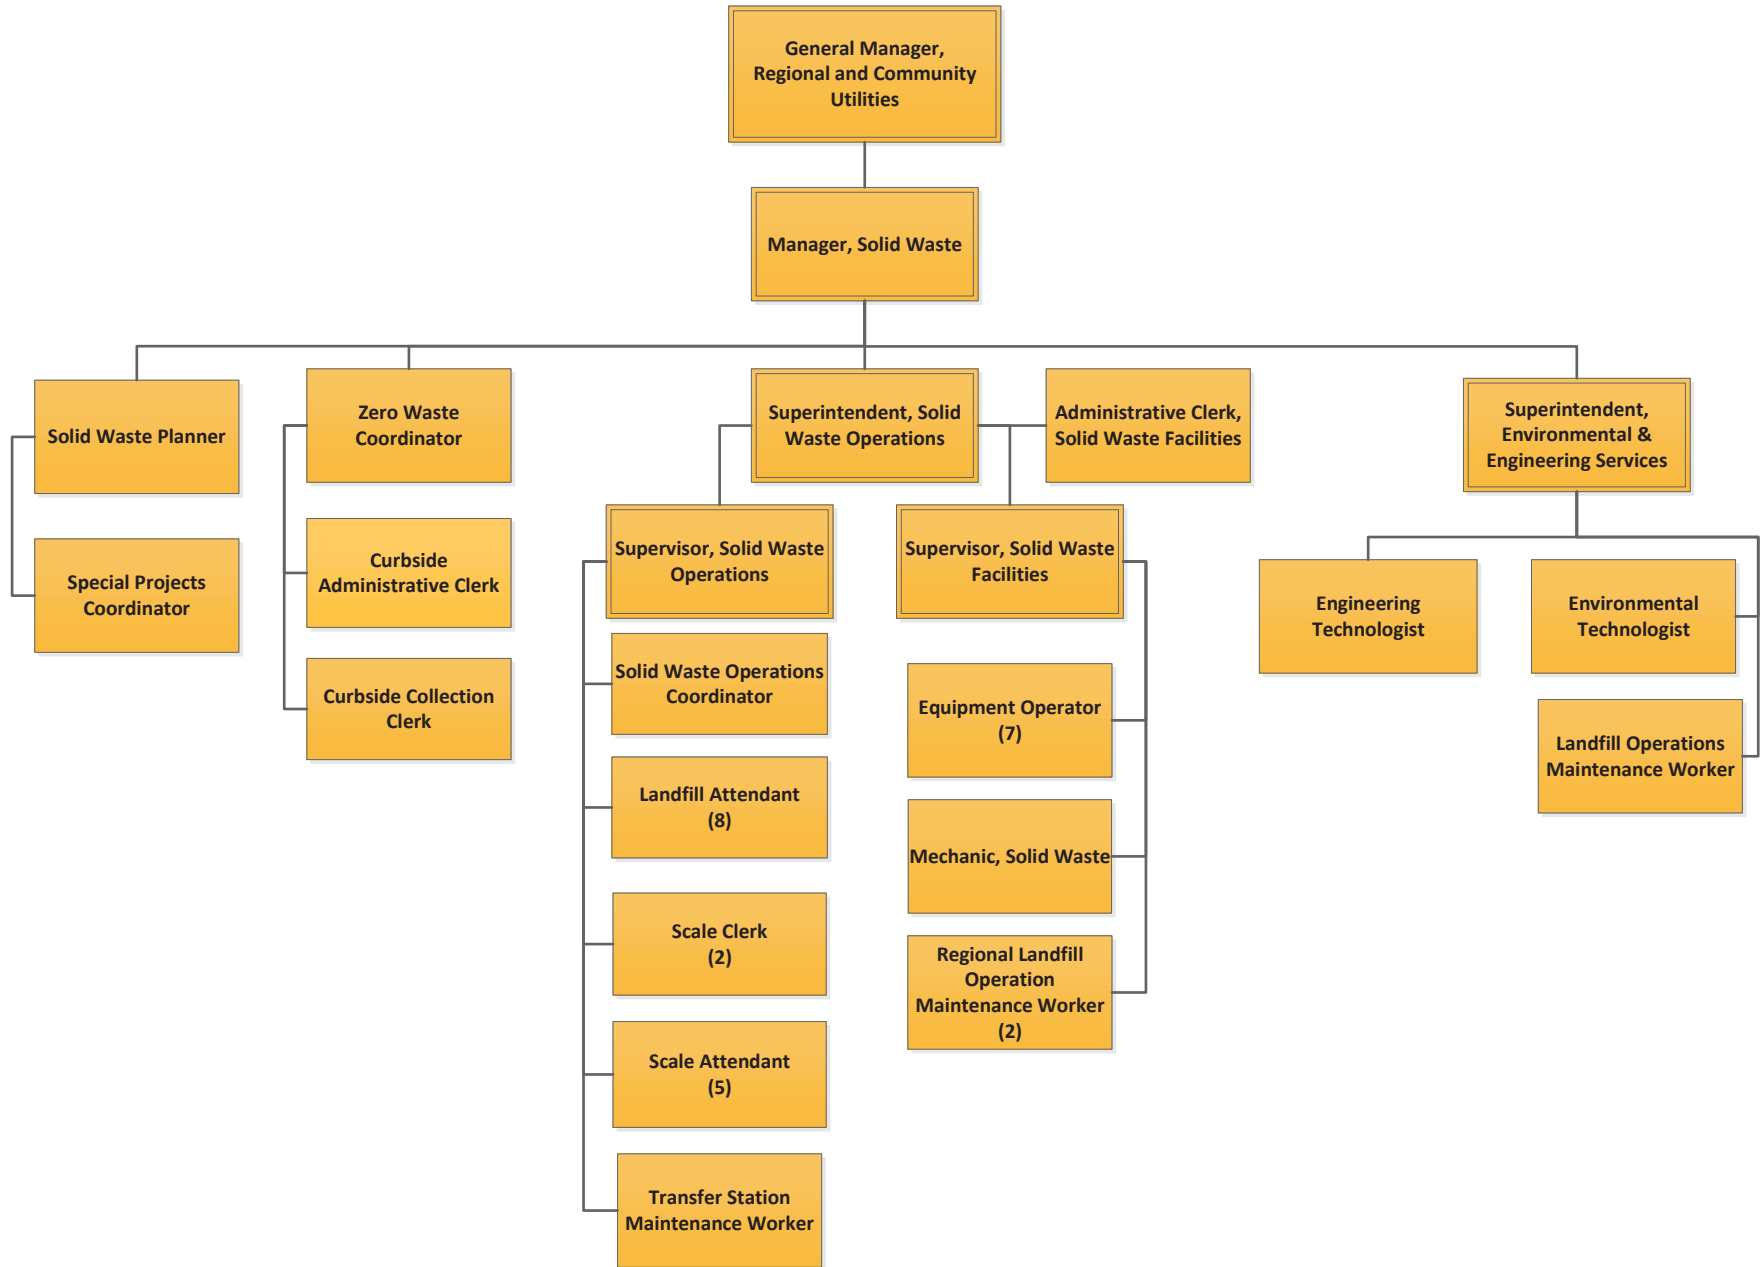 General Manager,
Regional and Community
Utilities
Manager, Solid Waste
Solid Waste Planner
Special Projects
Coordinator
Zero Waste
Coordinator
Curbside
Administrative Clerk
Curbside Collection
Clerk
Superintendent, Solid
Waste Operations
Administrative Clerk,
Solid Waste Facilities
Supervisor, Solid Waste
Operations
Solid Waste Operations
Coordinator
Landfill Attendant
(8)
Scale Clerk
(2)
Scale Attendant
(5)
Transfer Station
Maintenance Worker
Supervisor, Solid Waste
Facilities
Equipment Operator
(7)
Mechanic, Solid Waste
Regional Landfill
Operation
Maintenance Worker
(2)
Superintendent,
Environmental &
Engineering Services
Engineering
Technologist
Environmental
Technologist
Landfill Operations
Maintenance Worker